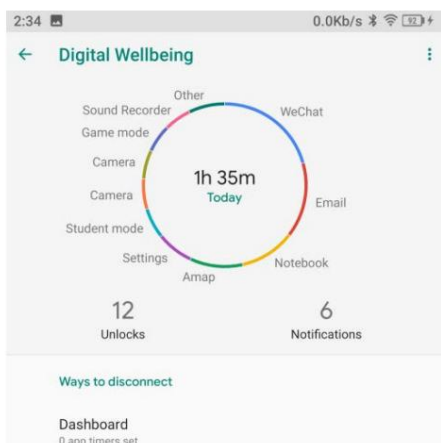 2:34 0.0Kb/s 92
Digital Wellbeing
Other
Sound Recorder
WeChat
Game mode
Camera
1h 35m
Today
Camera
Email
Student mode
Settings
Notebook
Amap
12
Unlocks
6
Notifications
Ways to disconnect
Dashboard
0 app timers set